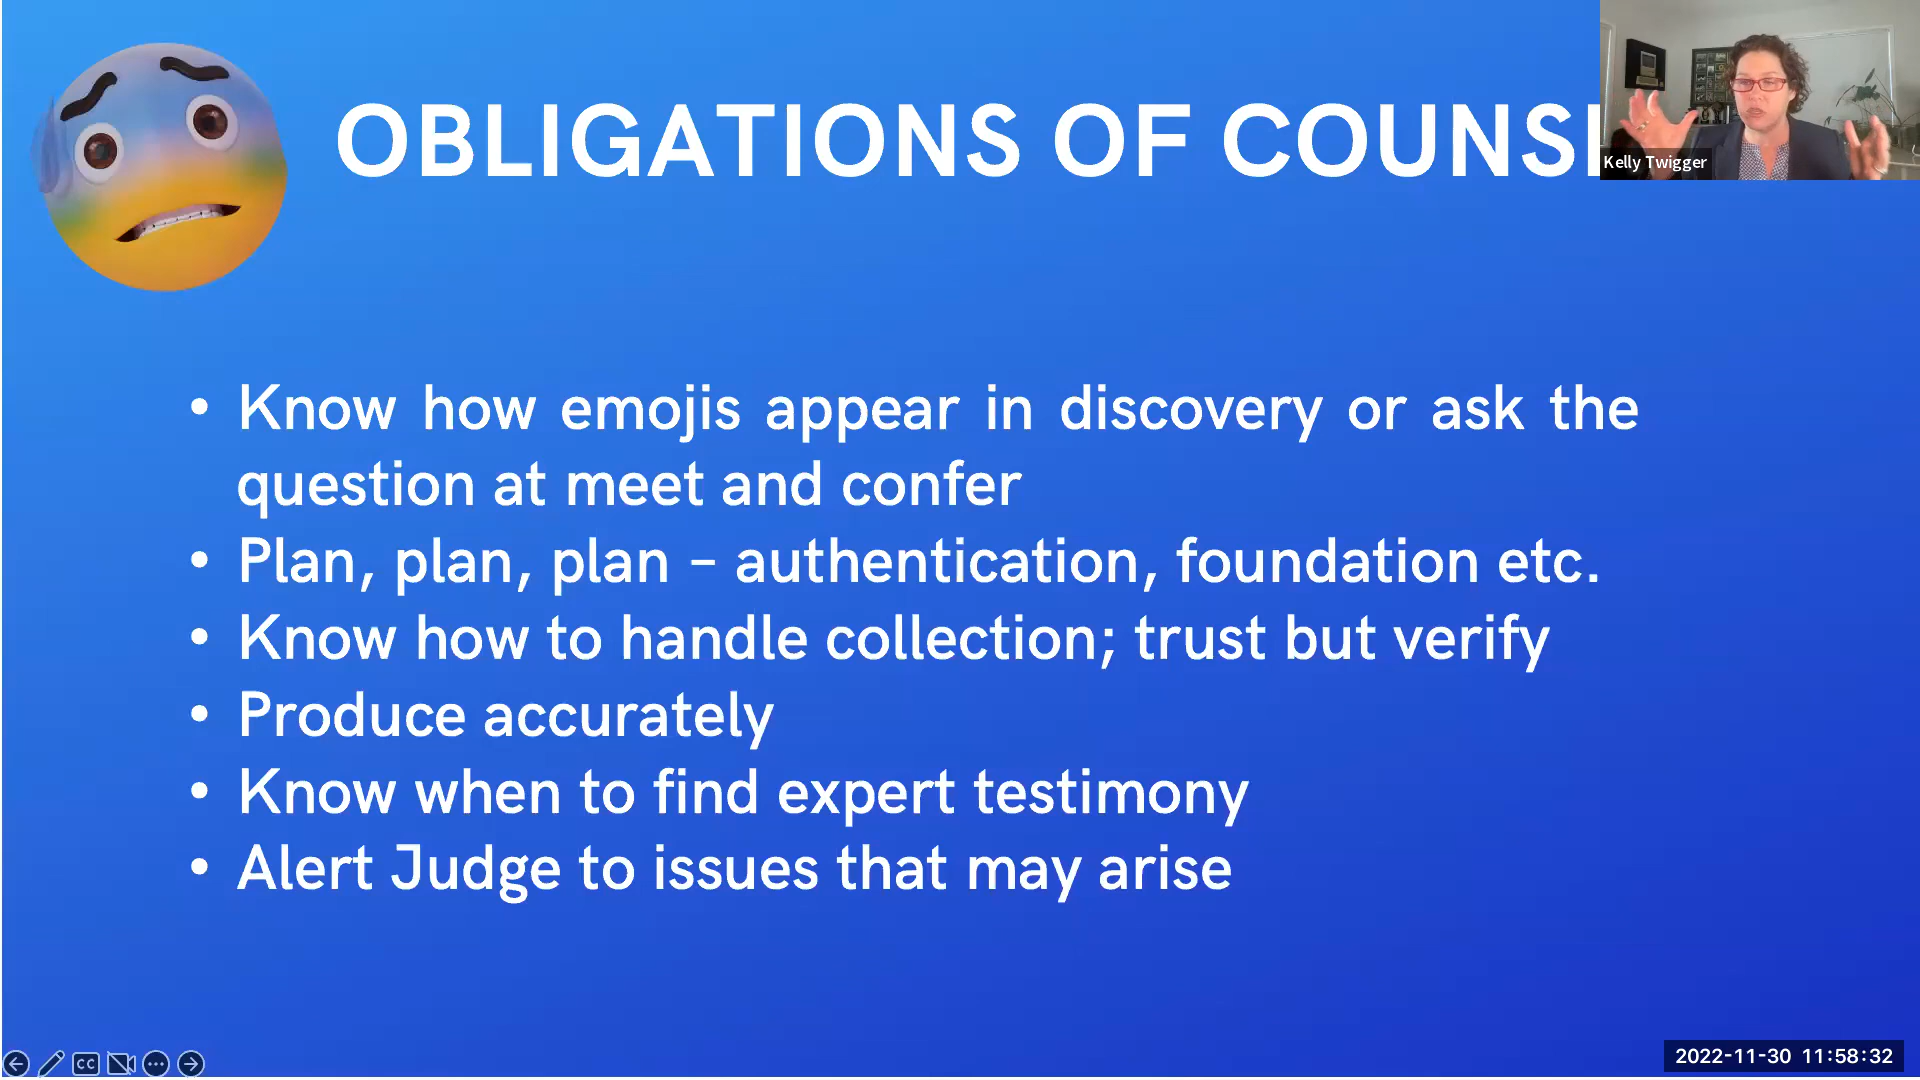 OBLIGATIONS OF COUNS
Kelly Twigger
• Know how emojis appear in discovery or ask the
question at meet and confer
• Plan, plan, plan – authentication, foundation etc.
• Know how to handle collection; trust but verify
• Produce accurately
• Know when to find expert testimony
• Alert Judge to issues that may arise
CC
2022-11-30 11:58:32